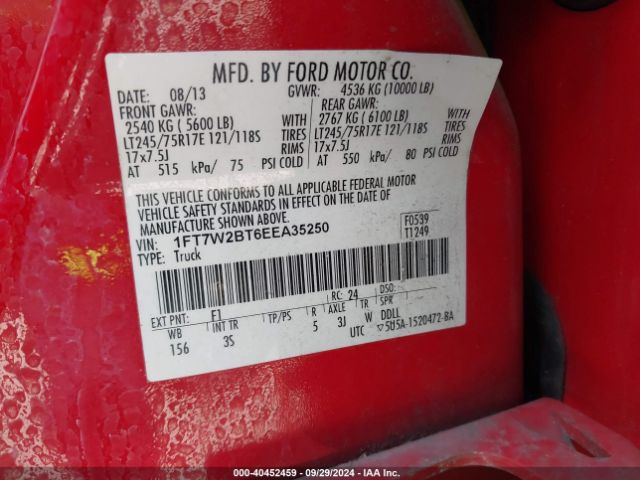 MFD. BY FORD MOTOR CO.
DATE: 08/13 GVWR: 4536 KG (10000 LB)
FRONT GAWR: REAR GAWR:
2540 KG ( 5600 LB) 2767 KG ( 6100 LB)
LT245/75R17E 121/118S TIRES LT245/75R17E 121/118S TIRES
17x7.5J RIMS 17x7.5J RIMS
AT 515 kPa/ 75 PSI COLD AT 550 kPa/ 80 PSI COLD
THIS VEHICLE CONFORMS TO ALL APPLICABLE FEDERAL MOTOR
VEHICLE SAFETY STANDARDS IN EFFECT ON THE DATE OF
MANUFACTURE SHOWN ABOVE.
VIN: 1FT7W2BT6EEA35250 F0539
TYPE: Truck T1249
EXT PNT: F1 RC: 24 DSO:
WB INT TR TP/PS R AXLE TR SPR
156 3S 5 3J W DDLL
UTC ▽5U5A-1520472-BA
000-40452459 - 09/29/2024 - IAA Inc.